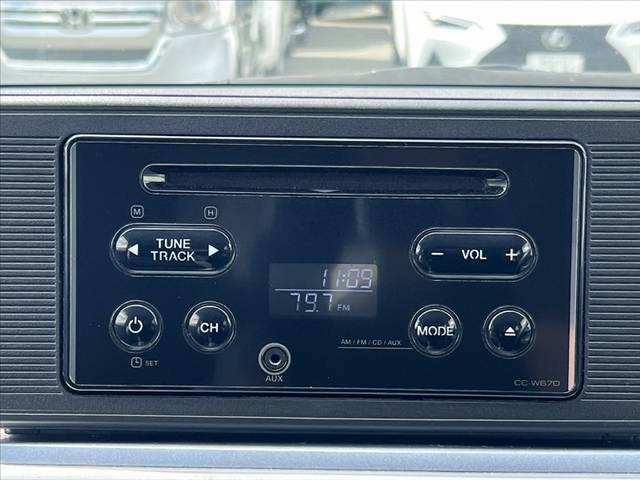 M H
TUNE
TRACK
− VOL +
11:09
79.7 FM
CH
MODE
AM / FM / CD / AUX
SET
AUX
CC-W67D